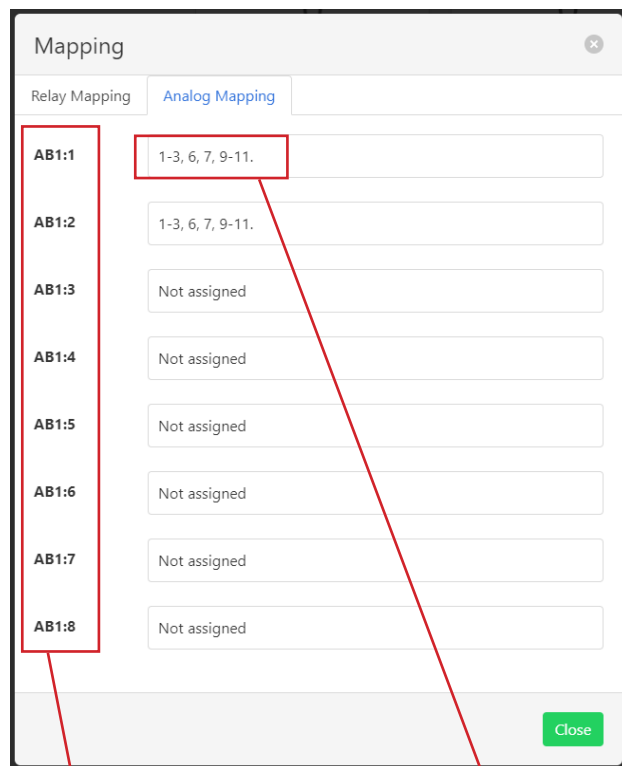 Mapping
Relay Mapping Analog Mapping
AB1:1 1-3, 6, 7, 9-11.
AB1:2 1-3, 6, 7, 9-11.
AB1:3 Not assigned
AB1:4 Not assigned
AB1:5 Not assigned
AB1:6 Not assigned
AB1:7 Not assigned
AB1:8 Not assigned
Close